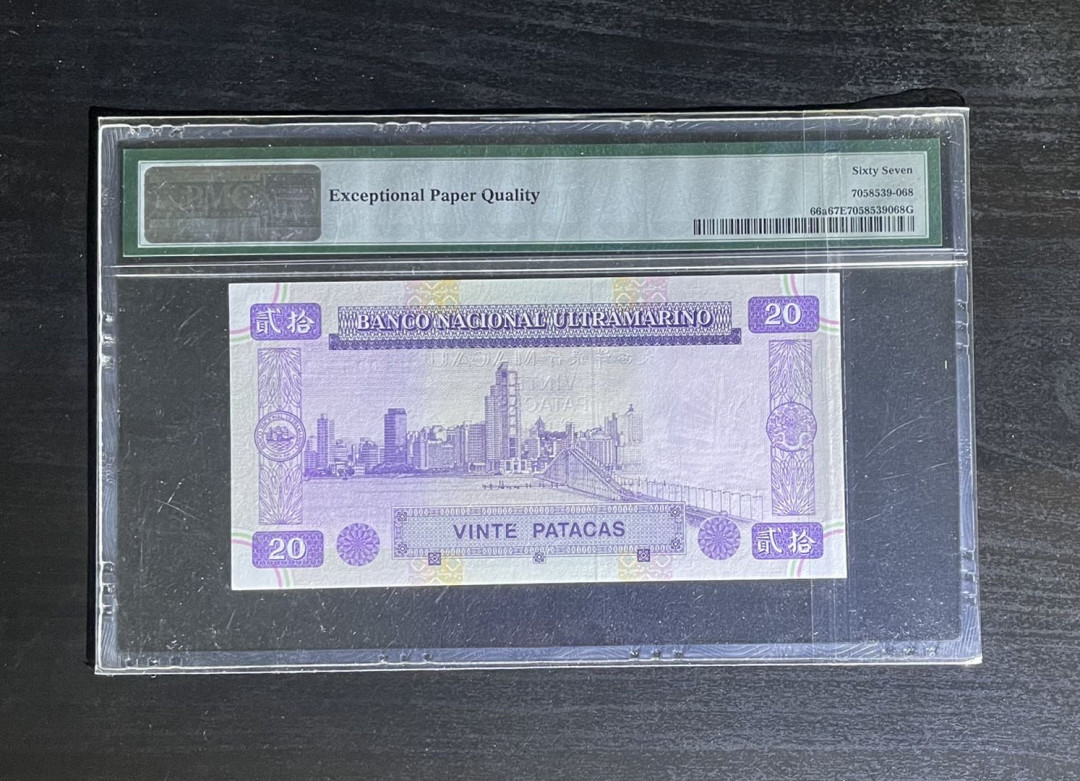 PMG
Exceptional Paper Quality
Sixty Seven
7058539-068
66a67E7058539068G
貳拾
BANCO NACIONAL ULTRAMARINO
20
VINTE PATACAS
20
貳拾